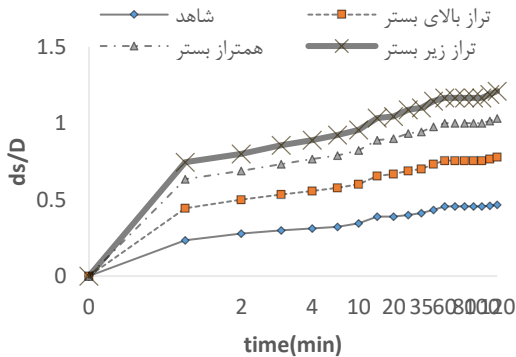 شاهد
تراز بالای بستر
همتراز بستر
تراز زیر بستر
1.5
1
0.5
0
ds/D
0 2 4 10 20 35 60 80 100 120
time(min)